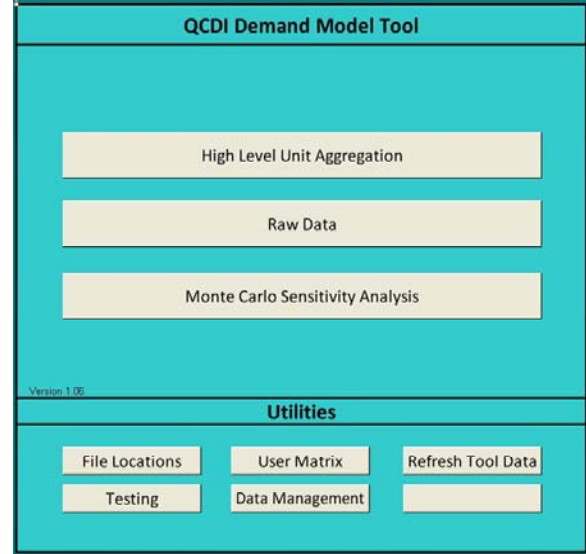 QCDI Demand Model Tool
High Level Unit Aggregation
Raw Data
Monte Carlo Sensitivity Analysis
Version 1.06
Utilities
File Locations
User Matrix
Refresh Tool Data
Testing
Data Management